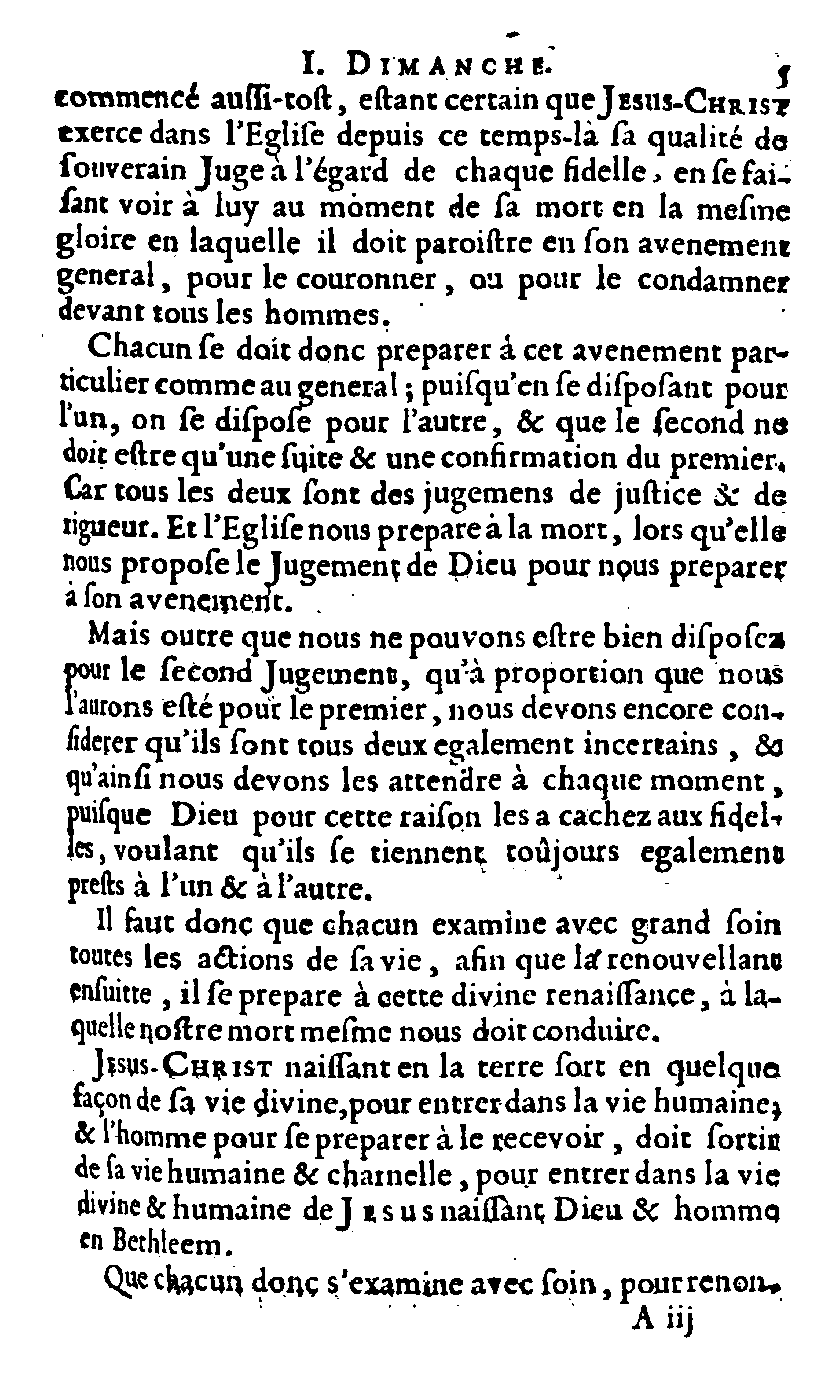 I. DIMANCHE. 5
commencé auſſi-toſt, eſtant certain que JESUS-CHRIST
exerce dans l'Egliſe depuis ce temps-là ſa qualité de
ſouverain Juge à l'égard de chaque fidelle, en ſe fai-
ſant voir à luy au moment de ſa mort en la meſme
gloire en laquelle il doit paroiſtre en ſon avenement
general, pour le couronner, ou pour le condamner
devant tous les hommes.
Chacun ſe doit donc preparer à cet avenement par-
ticulier comme au general; puiſqu'en ſe diſpoſant pour
l'un, on ſe diſpoſe pour l'autre, & que le ſecond ne
doit eſtre qu'une ſuite & une confirmation du premier.
Car tous les deux ſont des jugemens de juſtice & de
rigueur. Et l'Egliſe nous prepare à la mort, lors qu'elle
nous propoſe le Jugement de Dieu pour nous preparer
à ſon avenement.
Mais outre que nous ne pouvons eſtre bien diſpoſez
pour le ſecond Jugement, qu'à proportion que nous
l'aurons eſté pour le premier, nous devons encore con-
ſiderer qu'ils ſont tous deux egalement incertains, &
qu'ainſi nous devons les attendre à chaque moment,
puiſque Dieu pour cette raiſon les a cachez aux fidel-
les, voulant qu'ils ſe tiennent toûjours egalement
preſts à l'un & à l'autre.
Il faut donc que chacun examine avec grand ſoin
toutes les actions de ſa vie, afin que la renouvellant
enſuitte, il ſe prepare à cette divine renaiſſance, à la-
quelle noſtre mort meſme nous doit conduire.
JESUS-CHRIST naiſſant en la terre ſort en quelque
façon de ſa vie divine, pour entrer dans la vie humaine;
& l'homme pour ſe preparer à le recevoir, doit ſortir
de ſa vie humaine & charnelle, pour entrer dans la vie
divine & humaine de JESUS naiſſant Dieu & homme
en Bethleem.
Que chacun donc s'examine avec ſoin, pour renon-
A iij